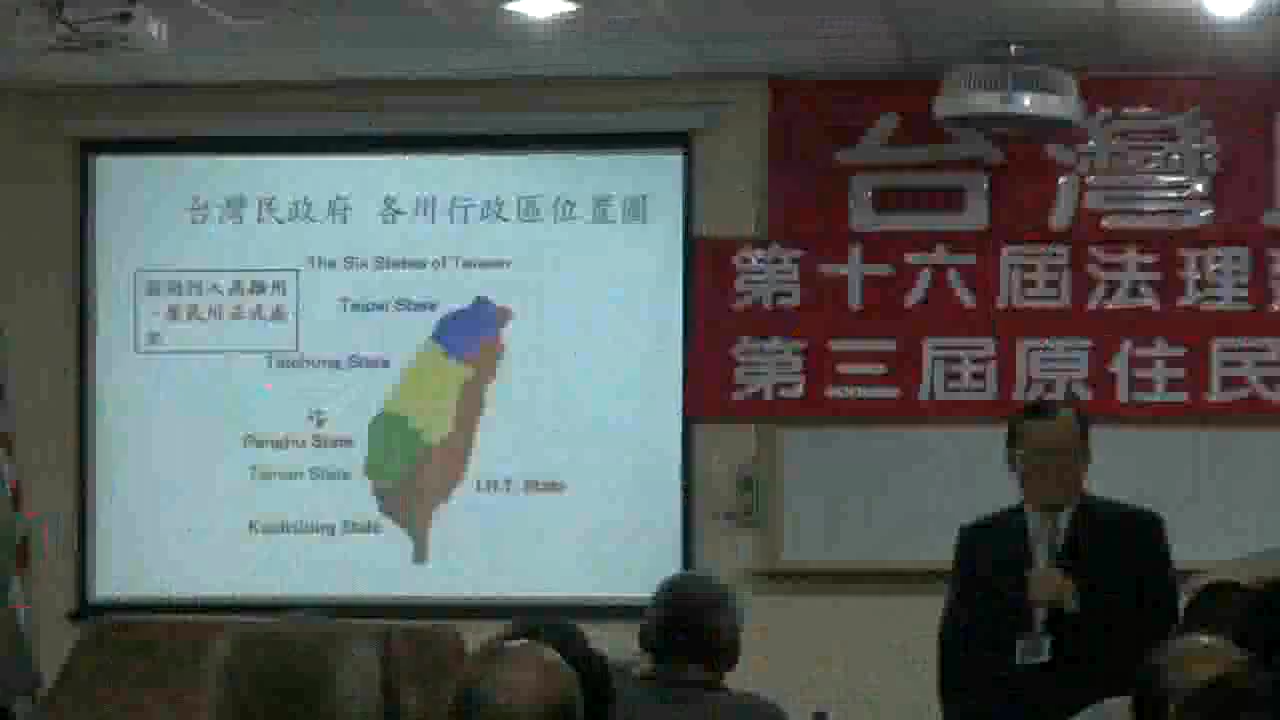 台灣民政府 各州行政區位置圖
The Six States of Taiwan
Taipei State
Taichung State
Penghu State
Tainan State
Kaohsiung State
台灣
第十六屆法理
第三屆原住民